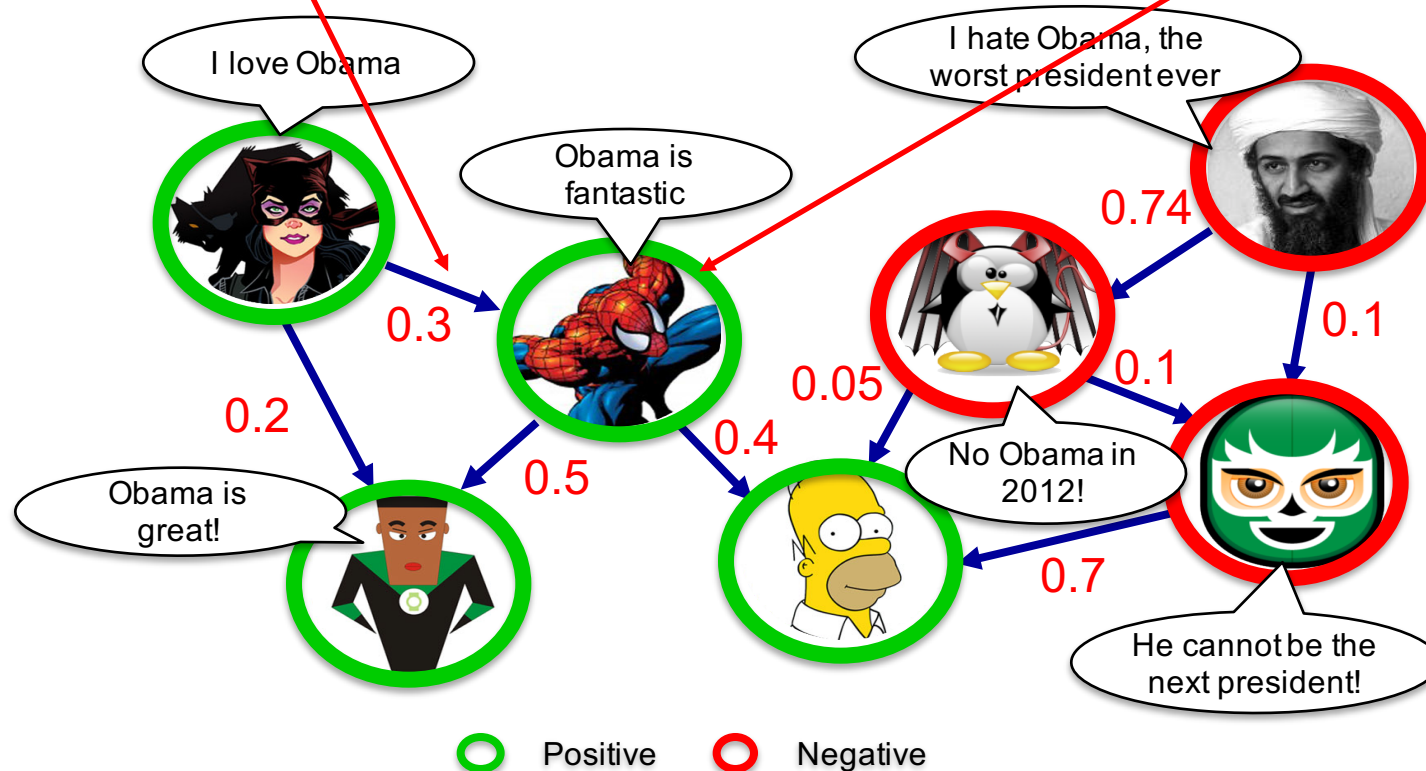 I love Obama
I hate Obama, the
worst president ever
Obama is
fantastic
0.74
0.3
0.1
0.05
0.1
0.2
0.4
0.5
No Obama in
2012!
Obama is
great!
0.7
He cannot be the
next president!
Positive
Negative